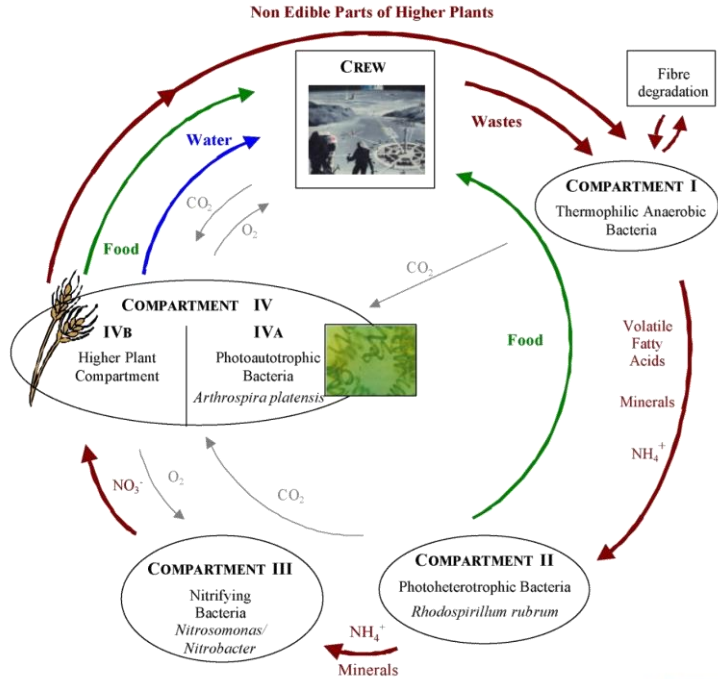 Non Edible Parts of Higher Plants
CREW
Fibre
degradation
Wastes
Water
CO₂
O₂
Food
COMPARTMENT I
Thermophilic Anaerobic
Bacteria
CO₂
COMPARTMENT IV
IVB
Higher Plant
Compartment
IVA
Photoautotrophic
Bacteria
Arthrospira platensis
Food
Volatile
Fatty
Acids
Minerals
NH₄⁺
NO₃⁻
O₂
CO₂
COMPARTMENT III
Nitrifying
Bacteria
Nitrosomonas/
Nitrobacter
COMPARTMENT II
Photoheterotrophic Bacteria
Rhodospirillum rubrum
NH₄⁺
Minerals